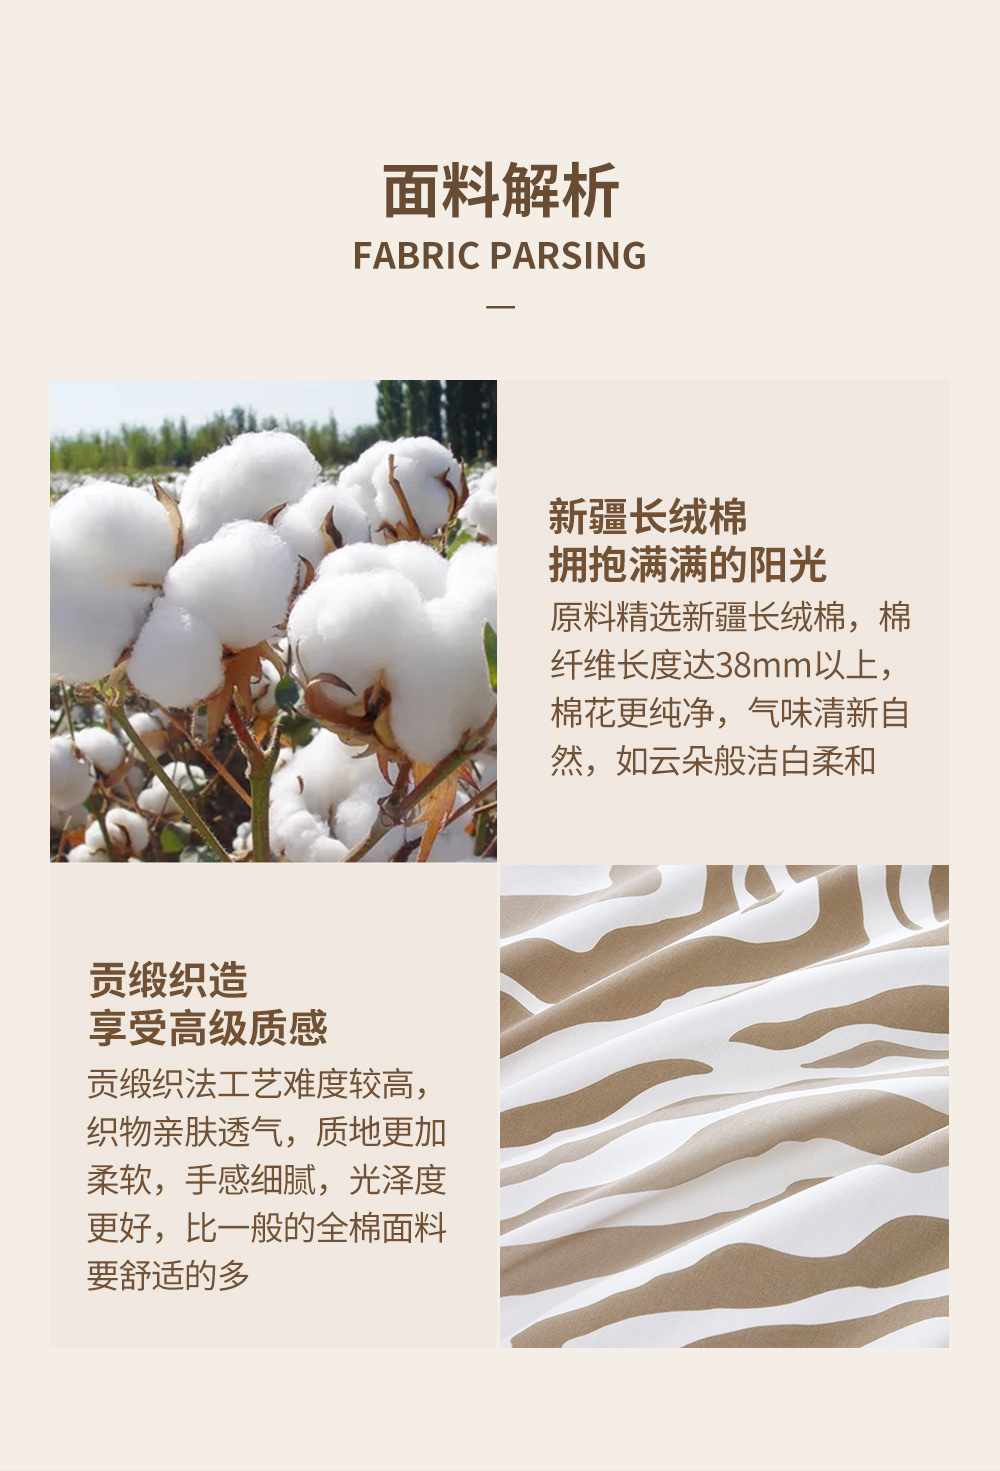 面料解析
FABRIC PARSING
新疆长绒棉
拥抱满满的阳光
原料精选新疆长绒棉，棉
纤维长度达38mm以上，
棉花更纯净，气味清新自
然，如云朵般洁白柔和
贡缎织造
享受高级质感
贡缎织法工艺难度较高，
织物亲肤透气，质地更加
柔软，手感细腻，光泽度
更好，比一般的全棉面料
要舒适的多